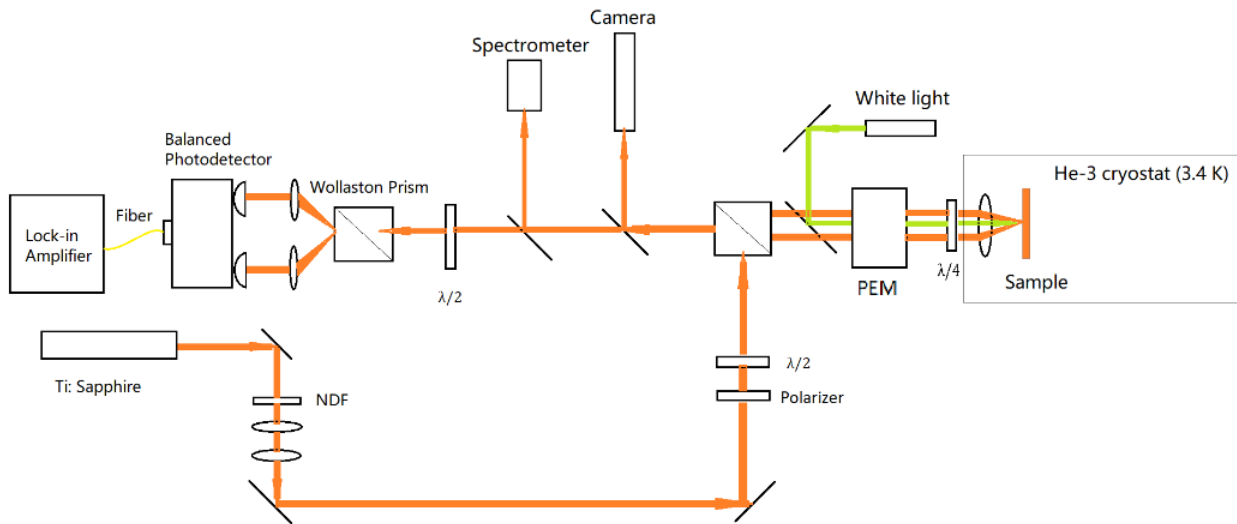 Camera
Spectrometer
White light
Balanced
Photodetector
Wollaston Prism
He-3 cryostat (3.4 K)
Fiber
Lock-in
Amplifier
λ/2
PEM
λ/4
Sample
Ti: Sapphire
NDF
λ/2
Polarizer